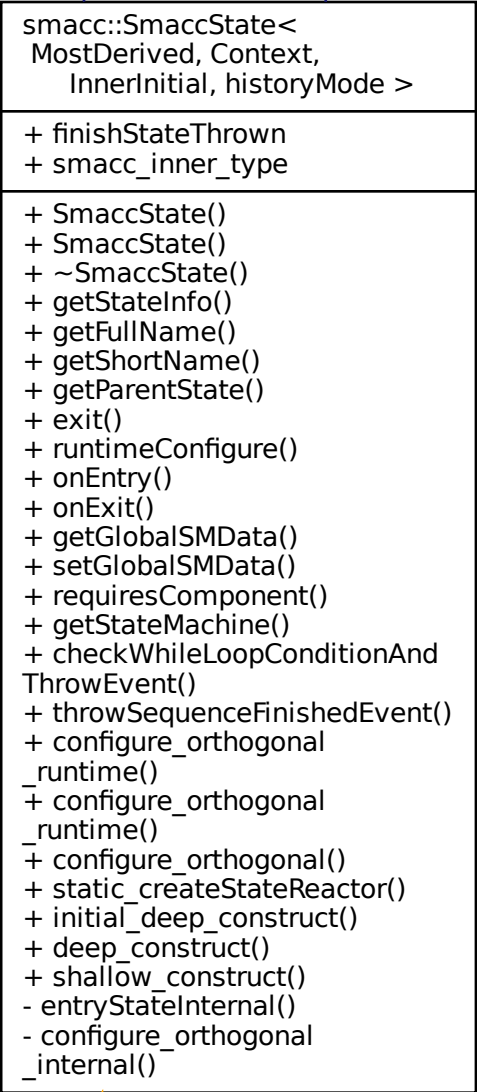 smacc::SmaccState<
MostDerived, Context,
InnerInitial, historyMode >
+ finishStateThrown
+ smacc_inner_type
+ SmaccState()
+ SmaccState()
+ ~SmaccState()
+ getStateInfo()
+ getFullName()
+ getShortName()
+ getParentState()
+ exit()
+ runtimeConfigure()
+ onEntry()
+ onExit()
+ getGlobalSMData()
+ setGlobalSMData()
+ requiresComponent()
+ getStateMachine()
+ checkWhileLoopConditionAnd
ThrowEvent()
+ throwSequenceFinishedEvent()
+ configure_orthogonal
_runtime()
+ configure_orthogonal
_runtime()
+ configure_orthogonal()
+ static_createStateReactor()
+ initial_deep_construct()
+ deep_construct()
+ shallow_construct()
- entryStateInternal()
- configure_orthogonal
_internal()